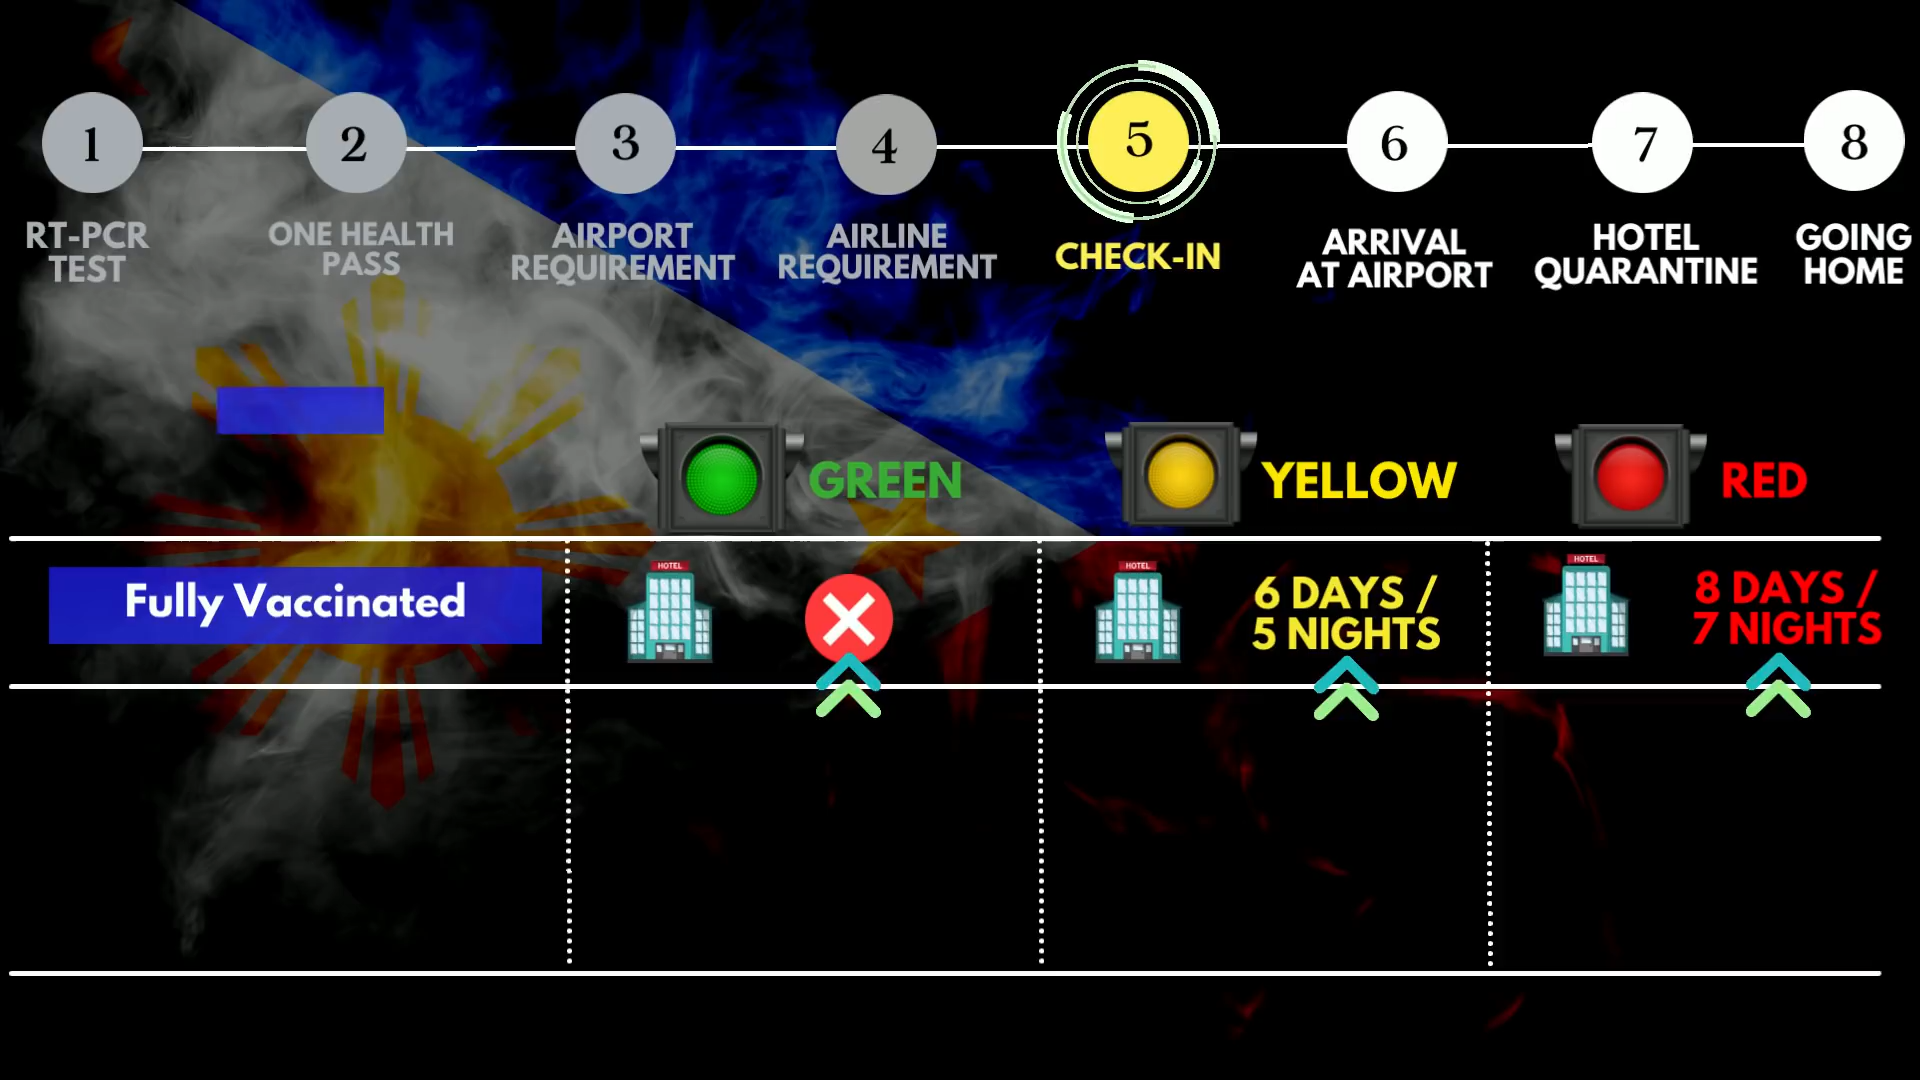 1
2
3
4
5
6
7
8
RT-PCR
TEST
ONE HEALTH
PASS
AIRPORT
REQUIREMENT
AIRLINE
REQUIREMENT
CHECK-IN
ARRIVAL
AT AIRPORT
HOTEL
QUARANTINE
GOING
HOME
GREEN
YELLOW
RED
Fully Vaccinated
HOTEL
HOTEL
6 DAYS /
5 NIGHTS
HOTEL
8 DAYS /
7 NIGHTS